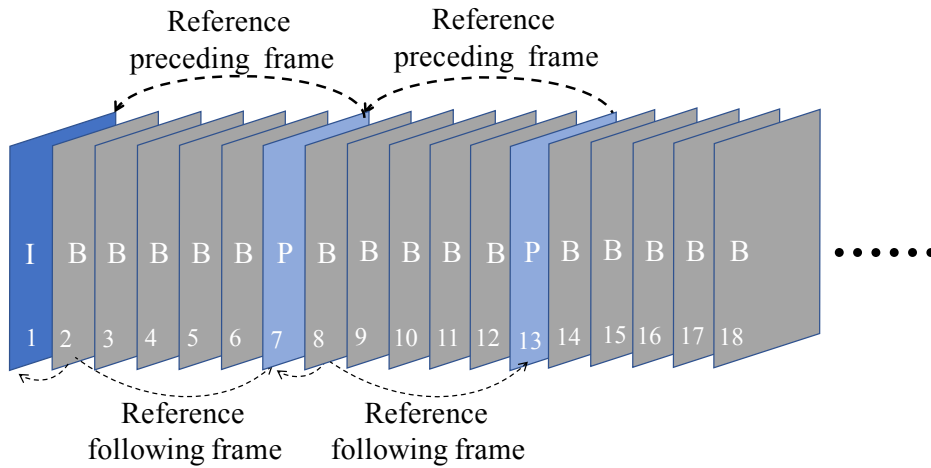 Reference
preceding frame
Reference
preceding frame
I B B B B B P B B B B B P B B B B B
1 2 3 4 5 6 7 8 9 10 11 12 13 14 15 16 17 18
Reference
following frame
Reference
following frame